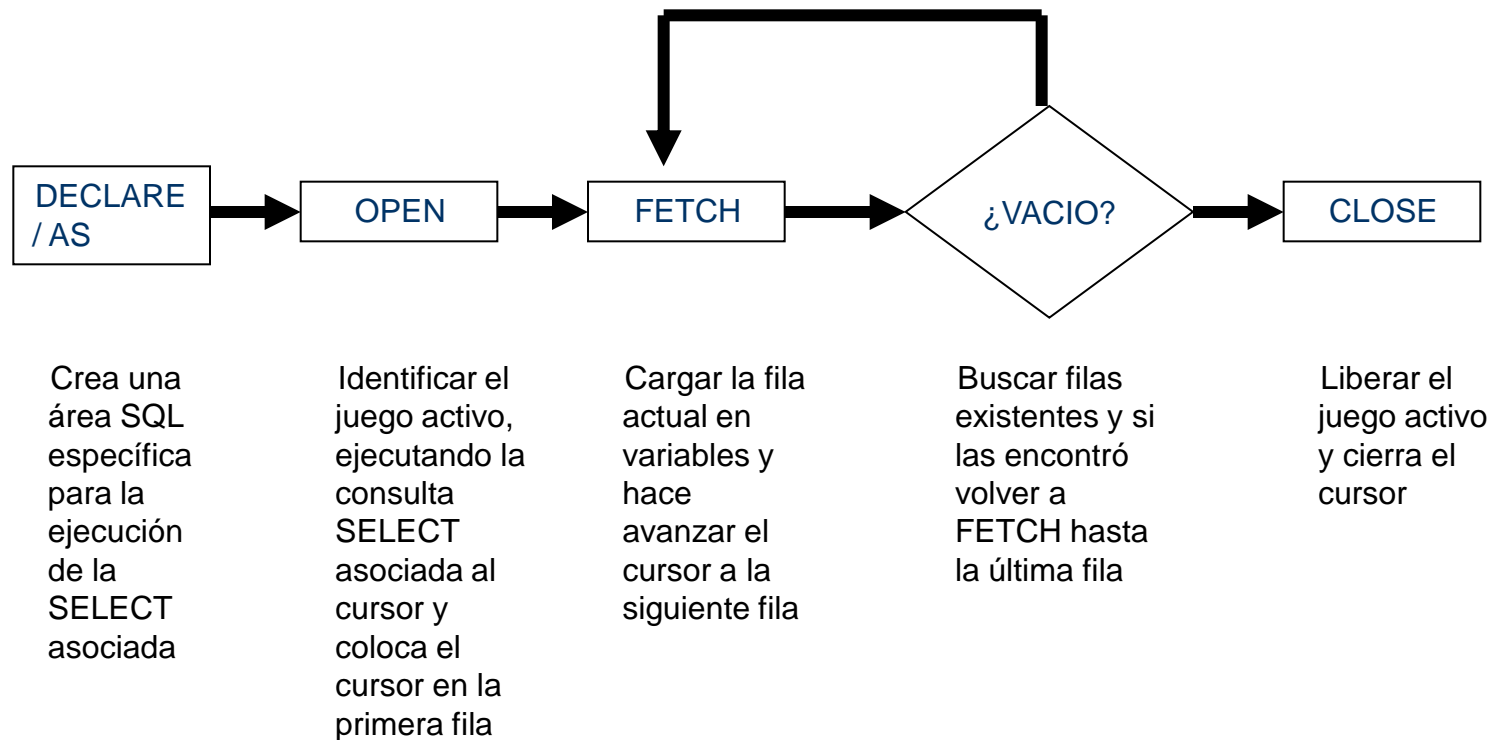 DECLARE
/ AS
OPEN
FETCH
¿VACIO?
CLOSE
Crea una
área SQL
específica
para la
ejecución
de la
SELECT
asociada
Identificar el
juego activo,
ejecutando la
consulta
SELECT
asociada al
cursor y
coloca el
cursor en la
primera fila
Cargar la fila
actual en
variables y
hace
avanzar el
cursor a la
siguiente fila
Buscar filas
existentes y si
las encontró
volver a
FETCH hasta
la última fila
Liberar el
juego activo
y cierra el
cursor